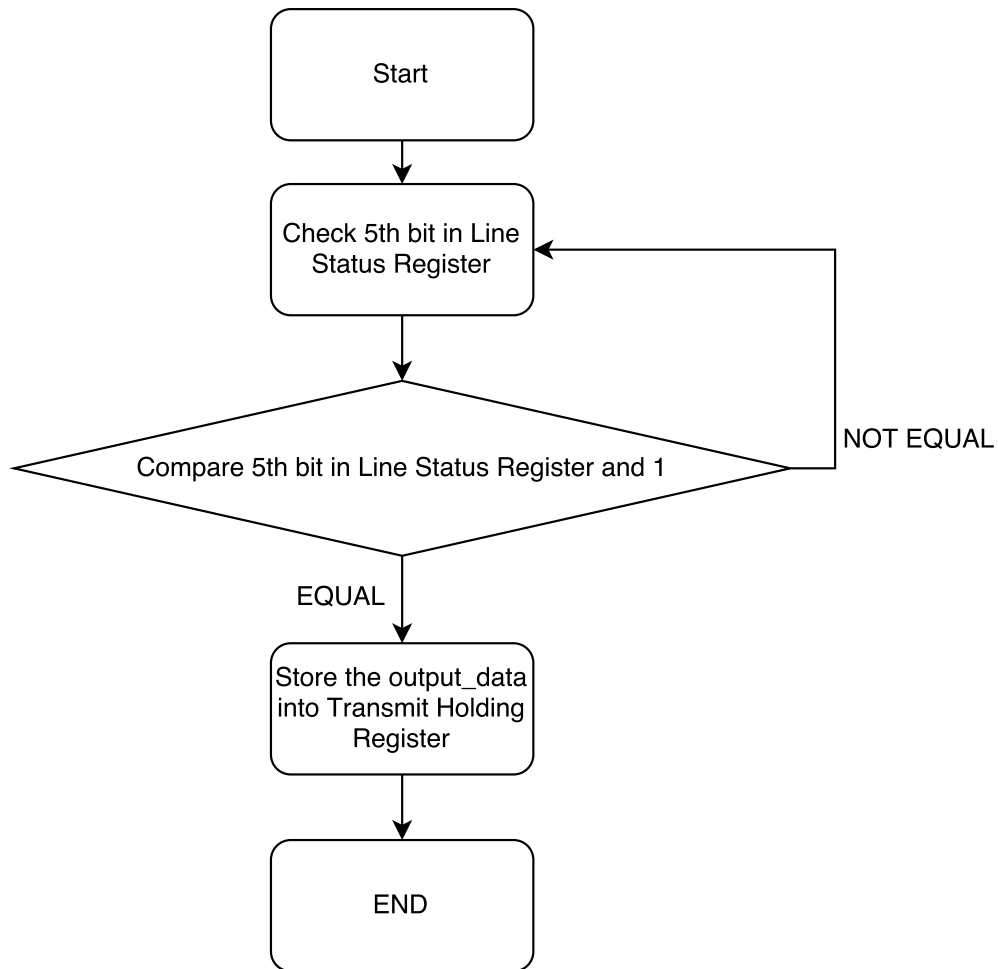 Start
Check 5th bit in Line
Status Register
Compare 5th bit in Line Status Register and 1
NOT EQUAL
EQUAL
Store the output_data
into Transmit Holding
Register
END